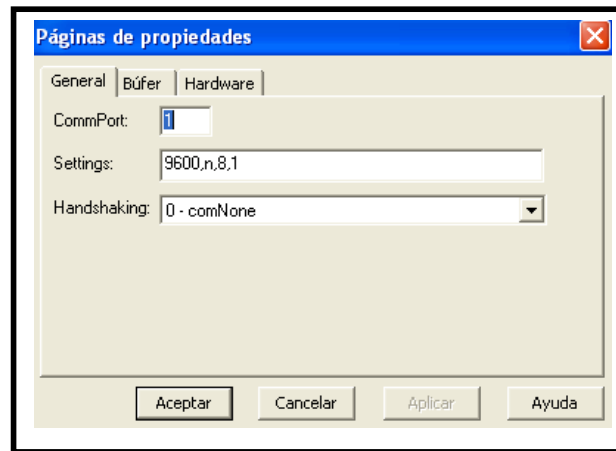 Páginas de propiedades
General Búfer Hardware
CommPort: 1
Settings: 9600,n,8,1
Handshaking: 0 - comNone
Aceptar Cancelar Aplicar Ayuda